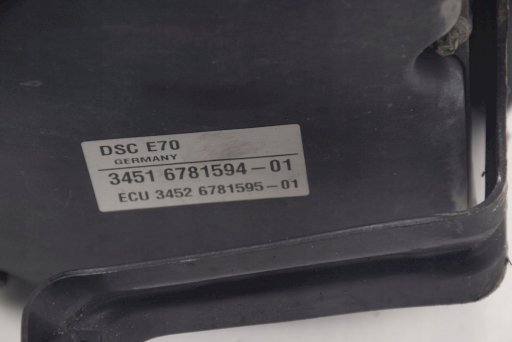 DSC E70
GERMANY
3451 6781594-01
ECU 3452 6781595-01